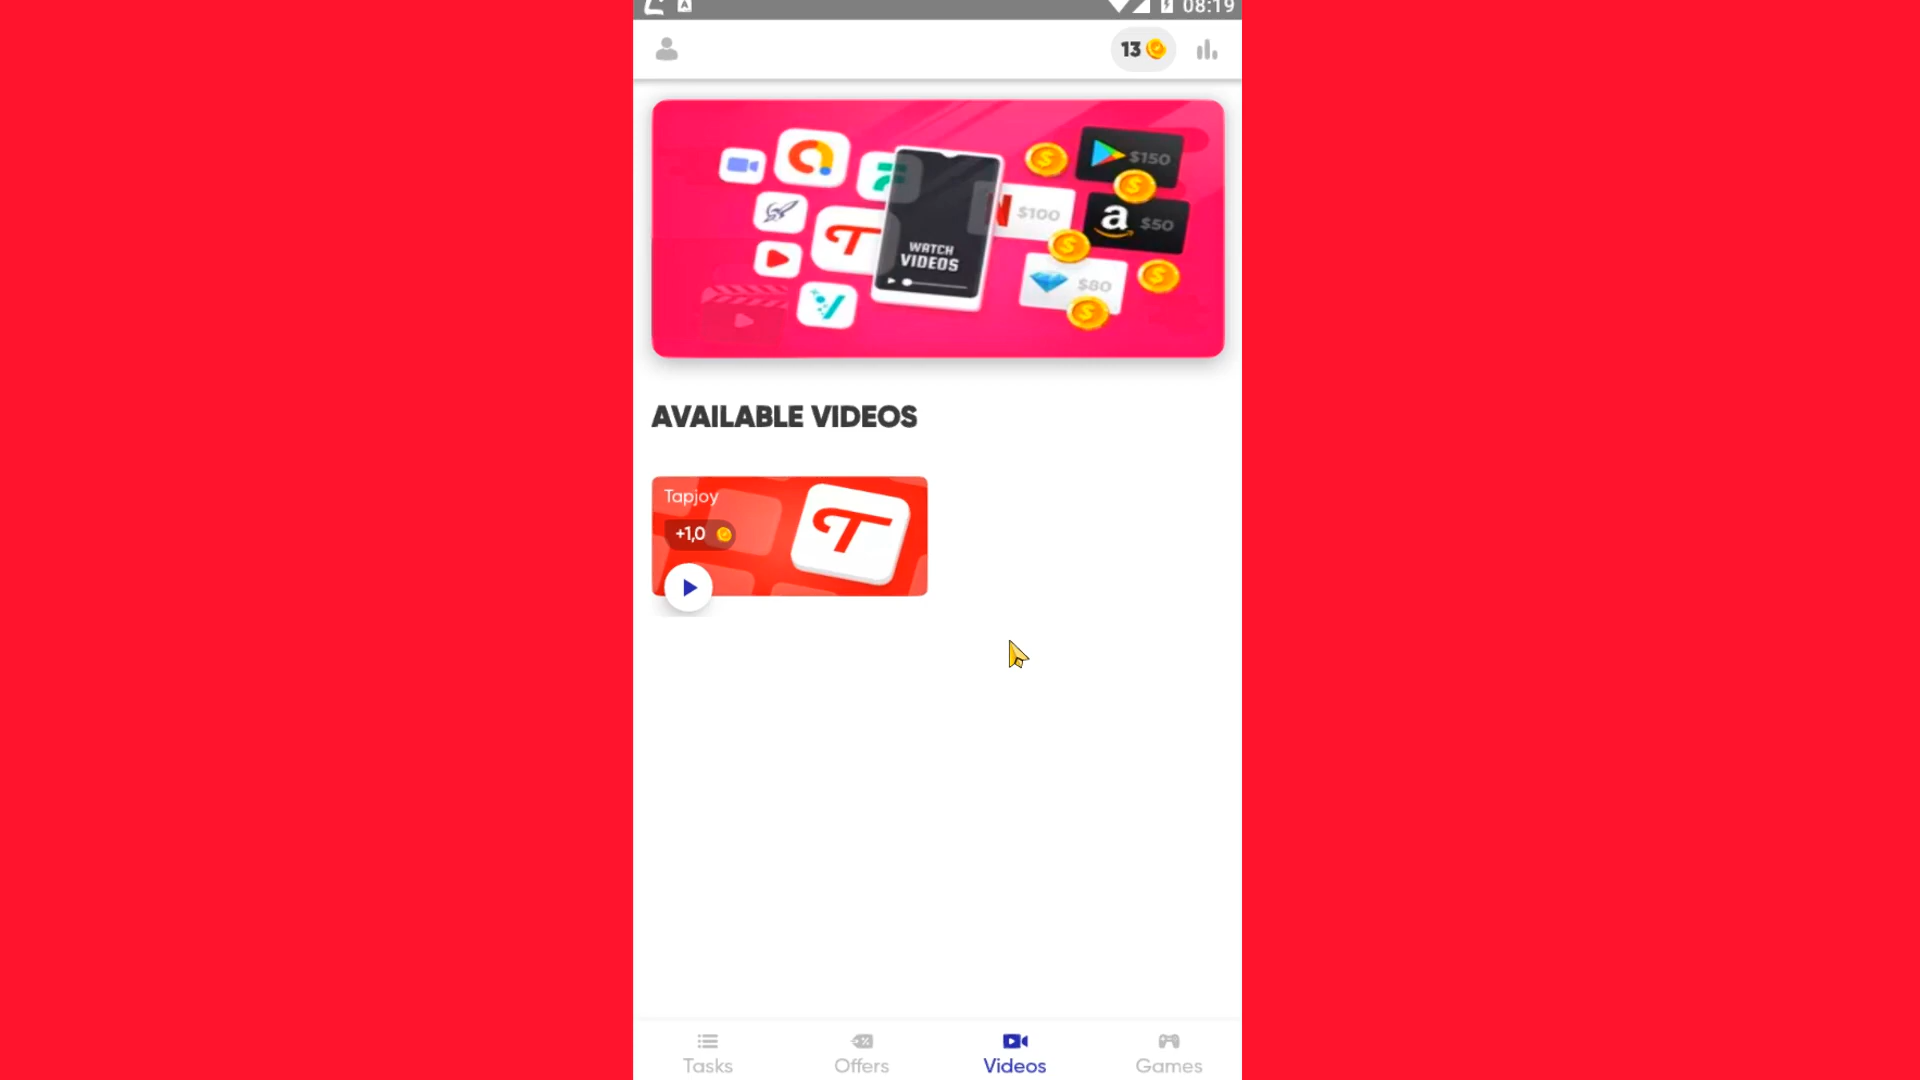 08:19
13
$150
$100
a $50
WATCH
VIDEOS
$80
AVAILABLE VIDEOS
Tapjoy
+1,0
Tasks
Offers
Videos
Games